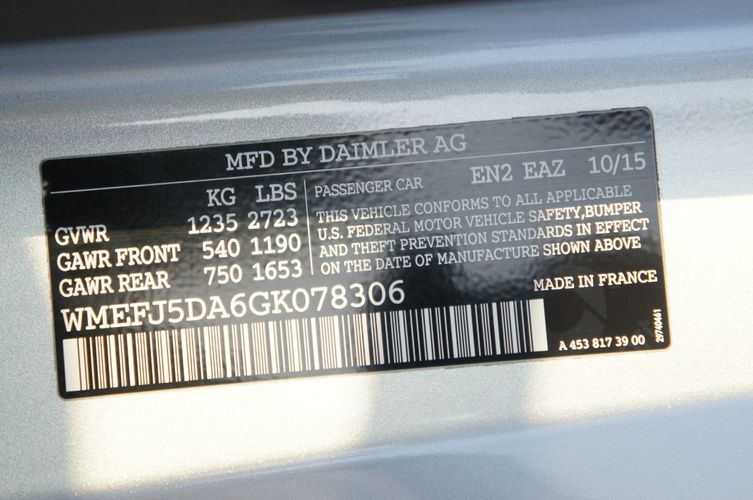 MFD BY DAIMLER AG
EN2 EAZ 10/15
KG LBS
GVWR 1235 2723
GAWR FRONT 540 1190
GAWR REAR 750 1653
PASSENGER CAR
THIS VEHICLE CONFORMS TO ALL APPLICABLE
U.S. FEDERAL MOTOR VEHICLE SAFETY,BUMPER
AND THEFT PREVENTION STANDARDS IN EFFECT
ON THE DATE OF MANUFACTURE SHOWN ABOVE
WMEFJ5DA6GK078306
MADE IN FRANCE
A 453 817 39 00
29740461